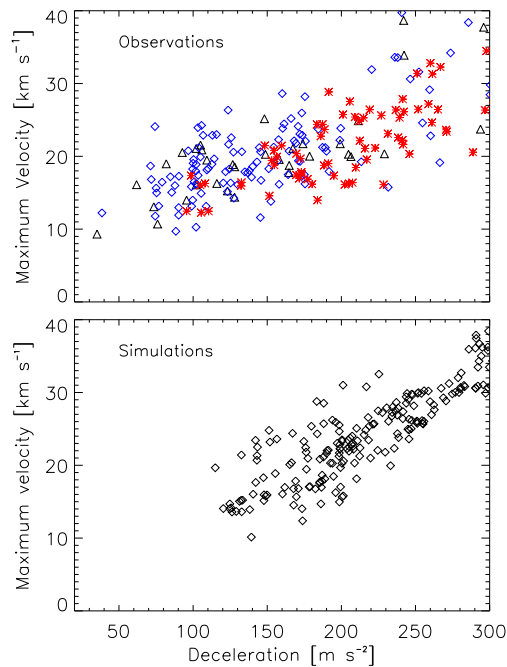 40
Observations
30
20
10
0
Maximum Velocity [km s⁻¹]
40
Simulations
30
20
10
0
Maximum velocity [km s⁻¹]
50 100 150 200 250 300
Deceleration [m s⁻²]